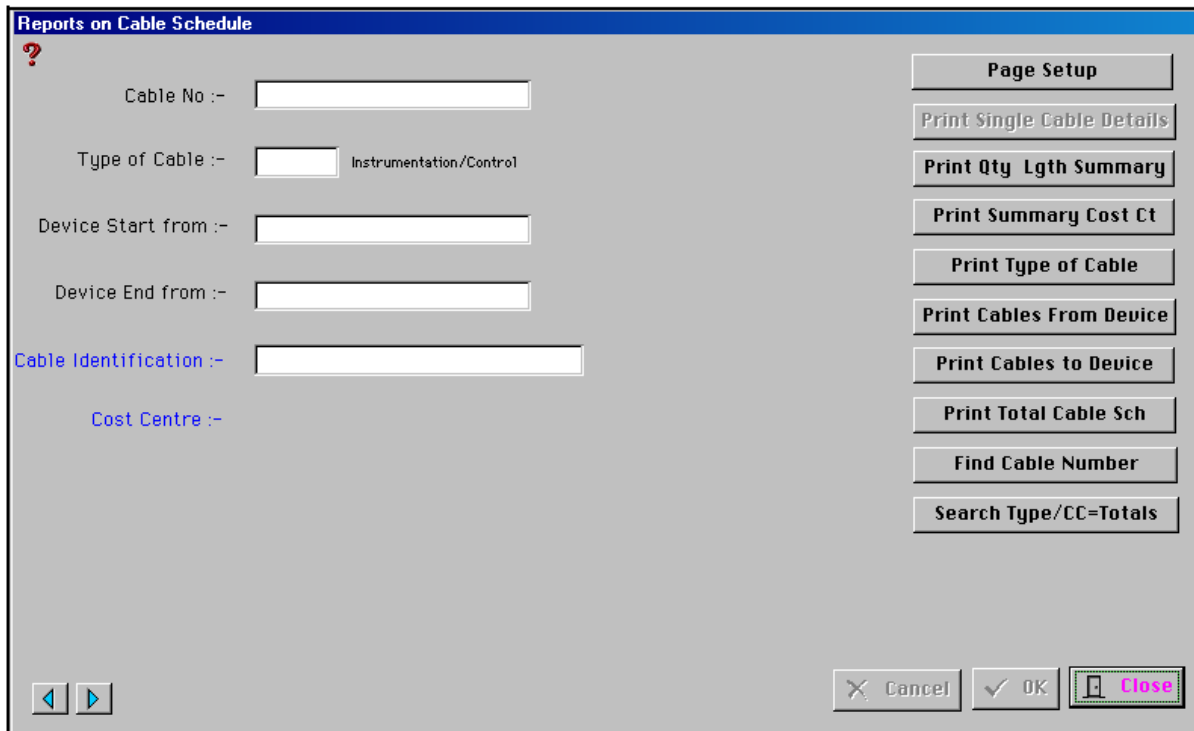 Reports on Cable Schedule
?
Cable No :-
Type of Cable :- Instrumentation/Control
Device Start from :-
Device End from :-
Cable Identification :-
Cost Centre :-
Page Setup
Print Single Cable Details
Print Qty Lgth Summary
Print Summary Cost Ct
Print Type of Cable
Print Cables From Device
Print Cables to Device
Print Total Cable Sch
Find Cable Number
Search Type/CC=Totals
Cancel OK Close